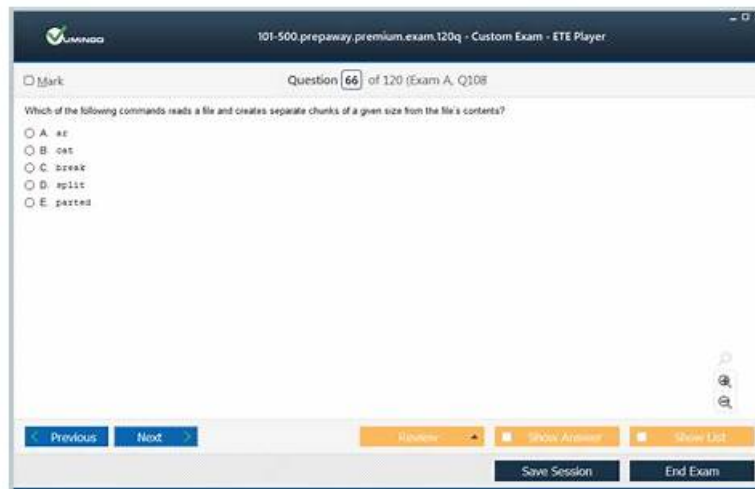 VUMINGO
101-500.prepaway.premium.exam.120q - Custom Exam - ETE Player
Mark
Question 66 of 120 (Exam A, Q108
Which of the following commands reads a file and creates separate chunks of a given size from the file's contents?
A. ar
B. cat
C. break
D. split
E. parted
Previous
Next
Review
Show Answer
Show List
Save Session
End Exam